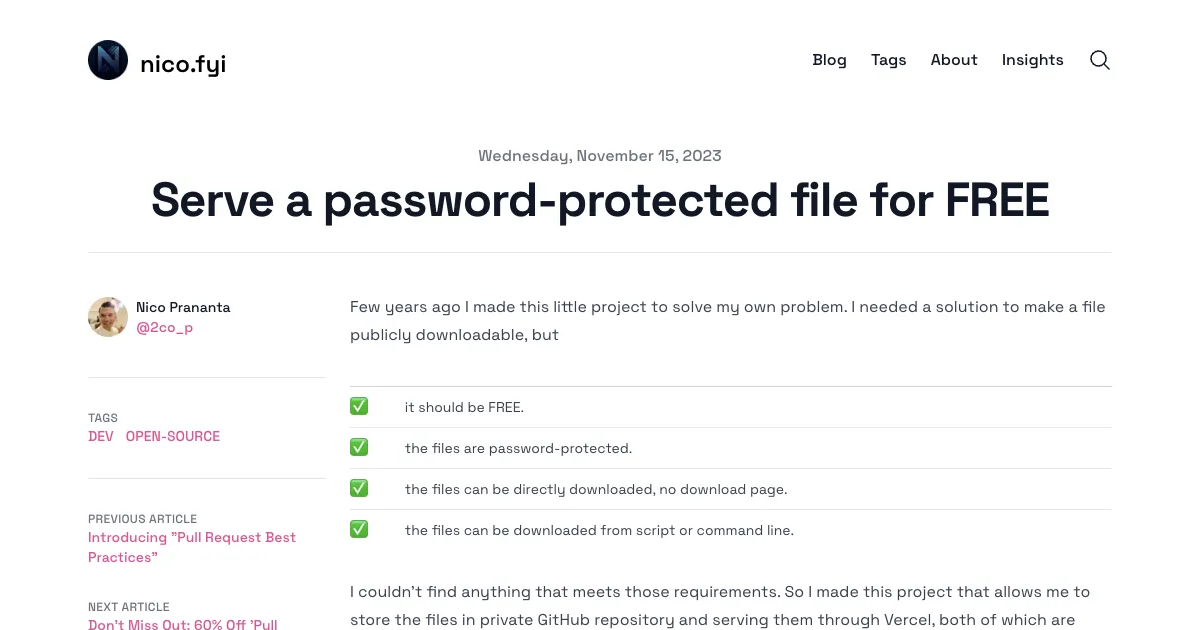 nico.fyi
Blog Tags About Insights
Wednesday, November 15, 2023
Serve a password-protected file for FREE
Nico Prananta
@2co_p
TAGS
DEV OPEN-SOURCE
PREVIOUS ARTICLE
Introducing "Pull Request Best
Practices"
NEXT ARTICLE
Don't Miss Out: 60% Off 'Pull
Few years ago I made this little project to solve my own problem. I needed a solution to make a file
publicly downloadable, but
✅ it should be FREE.
✅ the files are password-protected.
✅ the files can be directly downloaded, no download page.
✅ the files can be downloaded from script or command line.
I couldn't find anything that meets those requirements. So I made this project that allows me to
store the files in private GitHub repository and serving them through Vercel, both of which are